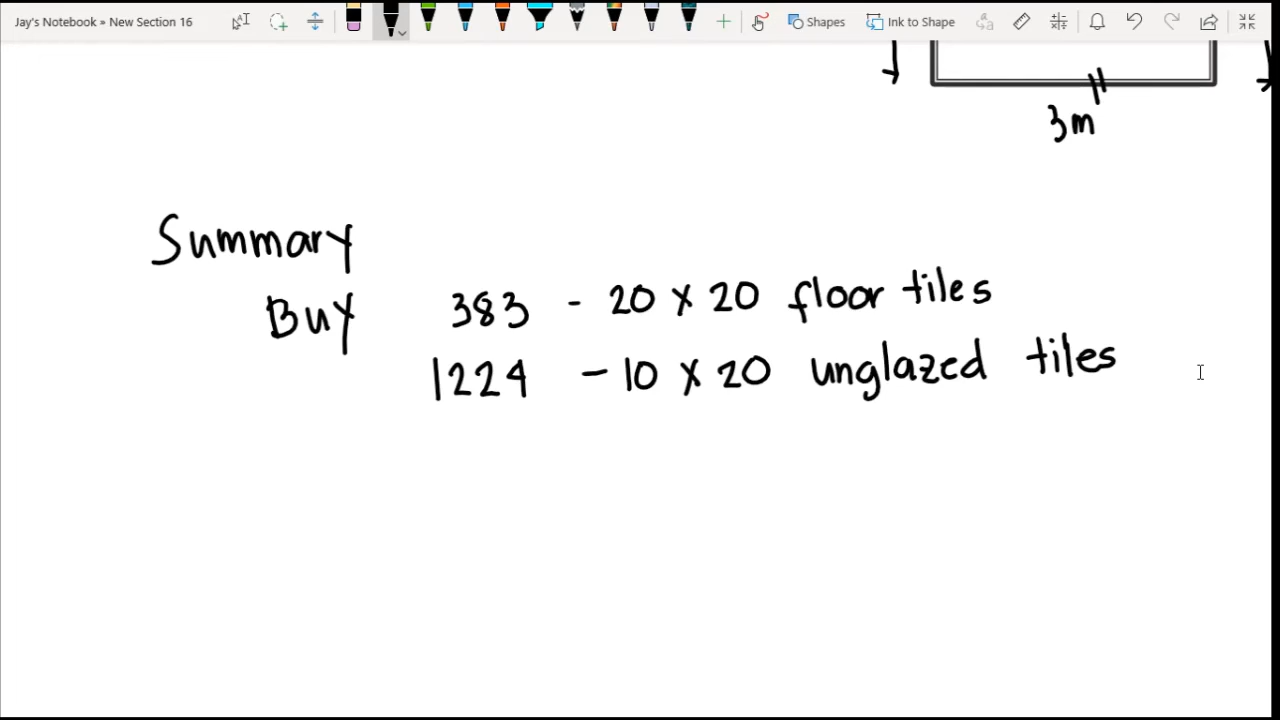 Jay's Notebook » New Section 16
Shapes
Ink to Shape
3m
Summary
Buy 383 - 20 x 20 floor tiles
1224 - 10 x 20 unglazed tiles